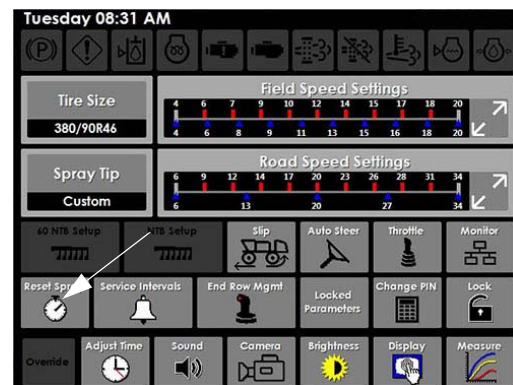 Tuesday 08:31 AM
(P)
Tire Size
380/90R46
Field Speed Settings
4 6 7 9 10 12 14 15 17 18 20
4 6 8 9 11 13 15 16 18 20
Spray Tip
Custom
Road Speed Settings
6 9 12 14 17 20 23 26 28 31 34
6 13 20 27 34
60 NTB Setup
NTB Setup
Slip
Auto Steer
Throttle
Monitor
Reset Spr
Service Intervals
End Row Mgmt
Locked
Parameters
Change PIN
Lock
Override
Adjust Time
Sound
Camera
Brightness
Display
Measure